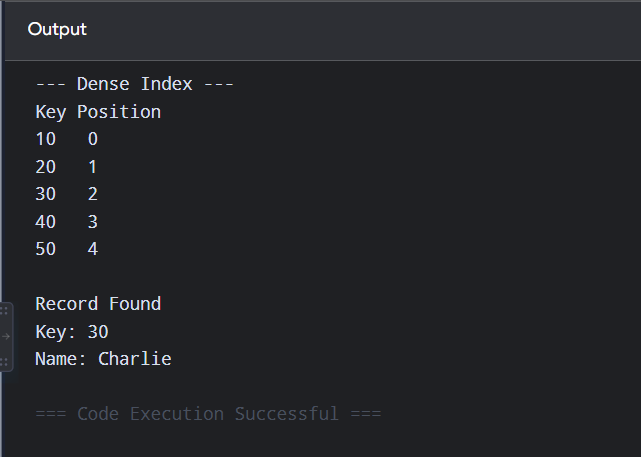 Output
--- Dense Index ---
Key Position
10   0
20   1
30   2
40   3
50   4
Record Found
Key: 30
Name: Charlie
=== Code Execution Successful ===